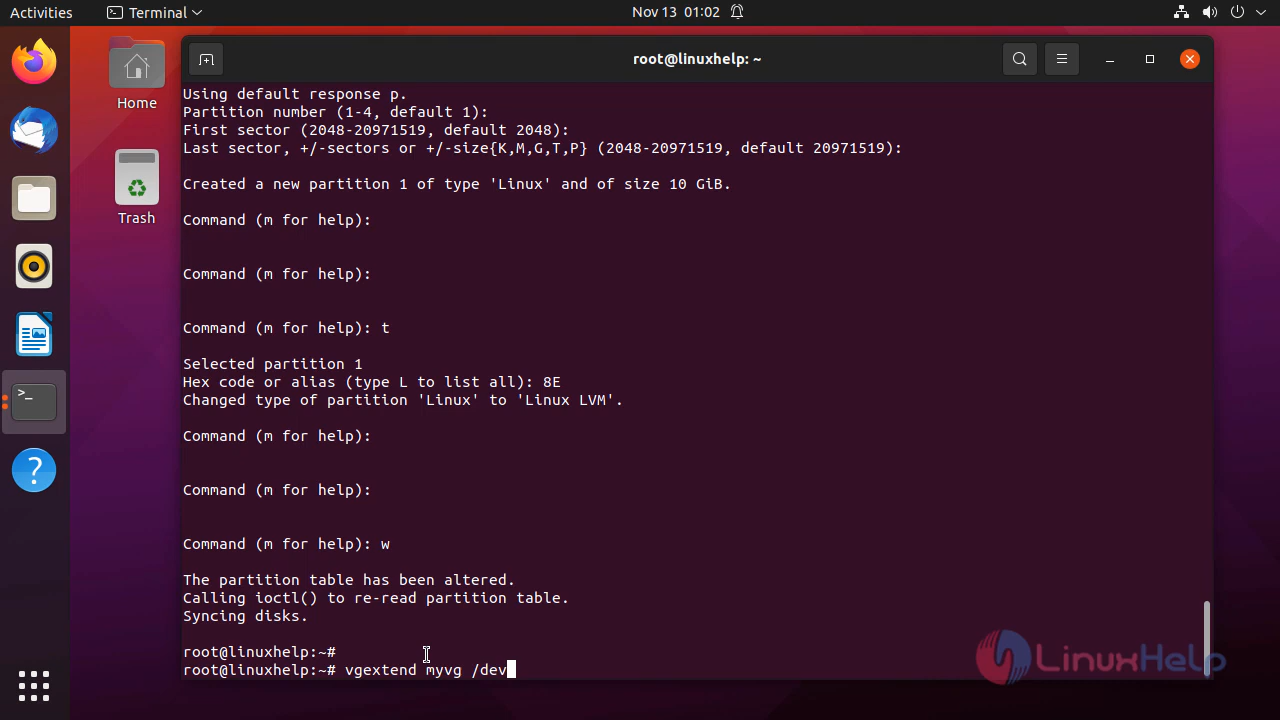 Activities
Terminal
Nov 13 01:02
root@linuxhelp: ~
Home
Trash
Using default response p.
Partition number (1-4, default 1):
First sector (2048-20971519, default 2048):
Last sector, +/-sectors or +/-size{K,M,G,T,P} (2048-20971519, default 20971519):
Created a new partition 1 of type 'Linux' and of size 10 GiB.
Command (m for help):
Command (m for help):
Command (m for help): t
Selected partition 1
Hex code or alias (type L to list all): 8E
Changed type of partition 'Linux' to 'Linux LVM'.
Command (m for help):
Command (m for help):
Command (m for help): w
The partition table has been altered.
Calling ioctl() to re-read partition table.
Syncing disks.
root@linuxhelp:~#
root@linuxhelp:~# vgextend myvg /dev
LinuxHelp